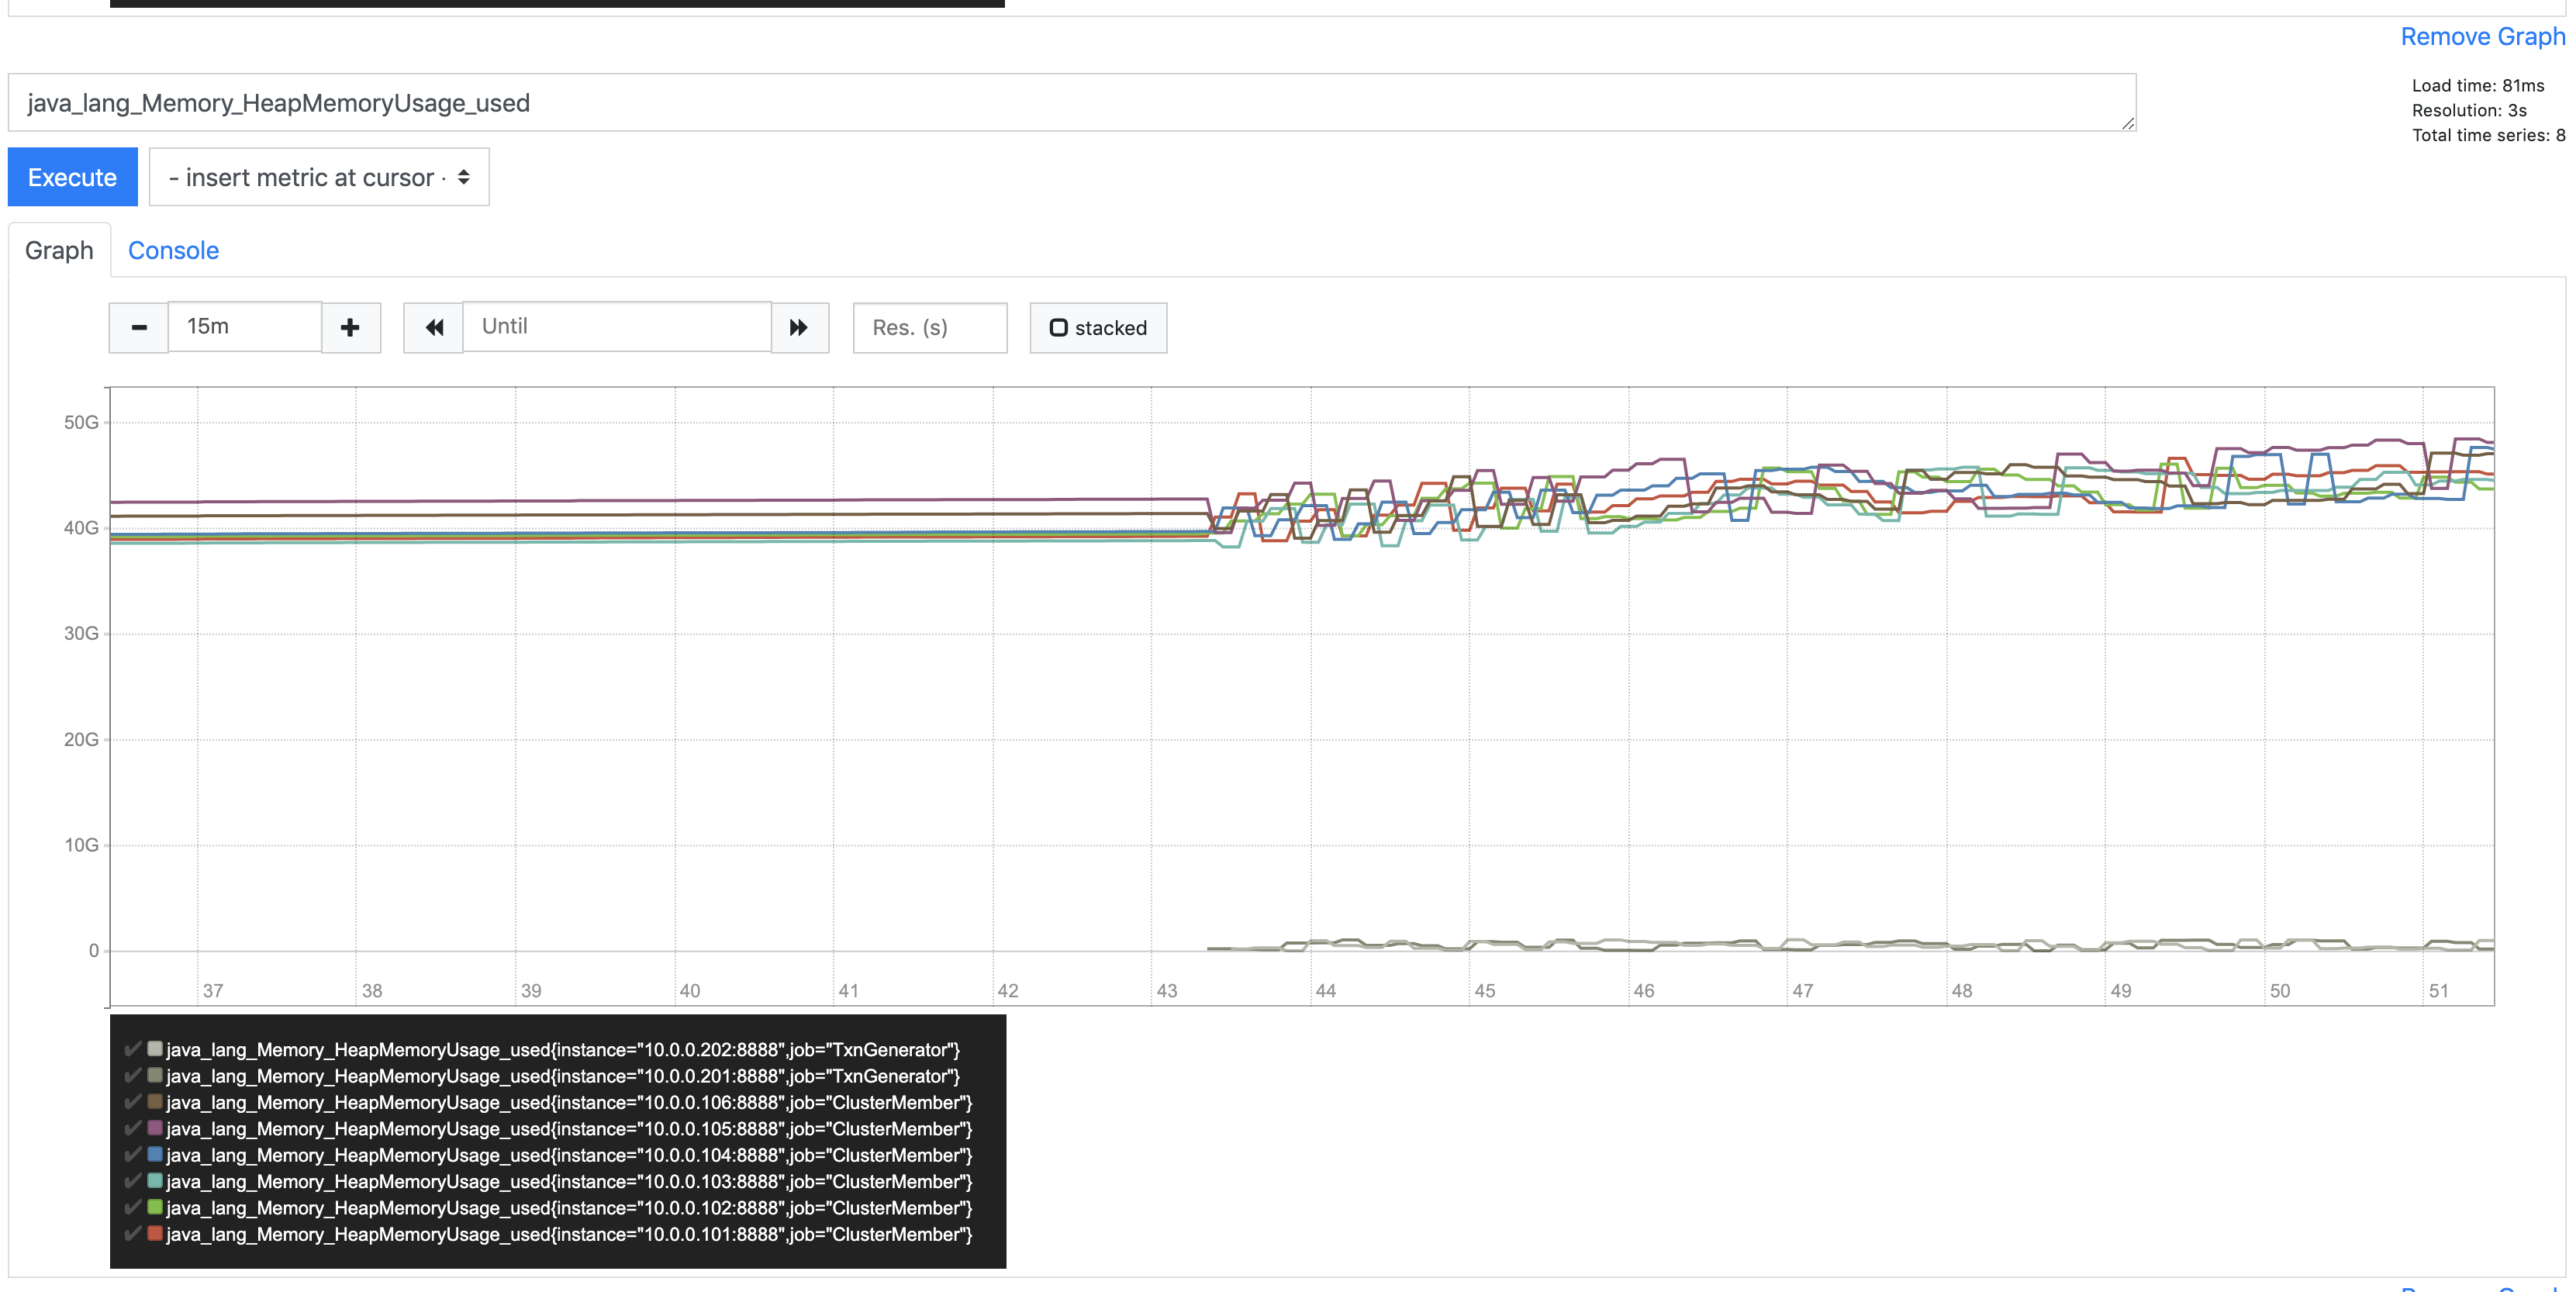 Remove Graph
java_lang_Memory_HeapMemoryUsage_used
Load time: 81ms
Resolution: 3s
Total time series: 8
Execute
- insert metric at cursor -
Graph
Console
15m
Until
Res. (s)
stacked
50G
40G
30G
20G
10G
0
37 38 39 40 41 42 43 44 45 46 47 48 49 50 51
java_lang_Memory_HeapMemoryUsage_used{instance="10.0.0.202:8888",job="TxnGenerator"}
java_lang_Memory_HeapMemoryUsage_used{instance="10.0.0.201:8888",job="TxnGenerator"}
java_lang_Memory_HeapMemoryUsage_used{instance="10.0.0.106:8888",job="ClusterMember"}
java_lang_Memory_HeapMemoryUsage_used{instance="10.0.0.105:8888",job="ClusterMember"}
java_lang_Memory_HeapMemoryUsage_used{instance="10.0.0.104:8888",job="ClusterMember"}
java_lang_Memory_HeapMemoryUsage_used{instance="10.0.0.103:8888",job="ClusterMember"}
java_lang_Memory_HeapMemoryUsage_used{instance="10.0.0.102:8888",job="ClusterMember"}
java_lang_Memory_HeapMemoryUsage_used{instance="10.0.0.101:8888",job="ClusterMember"}